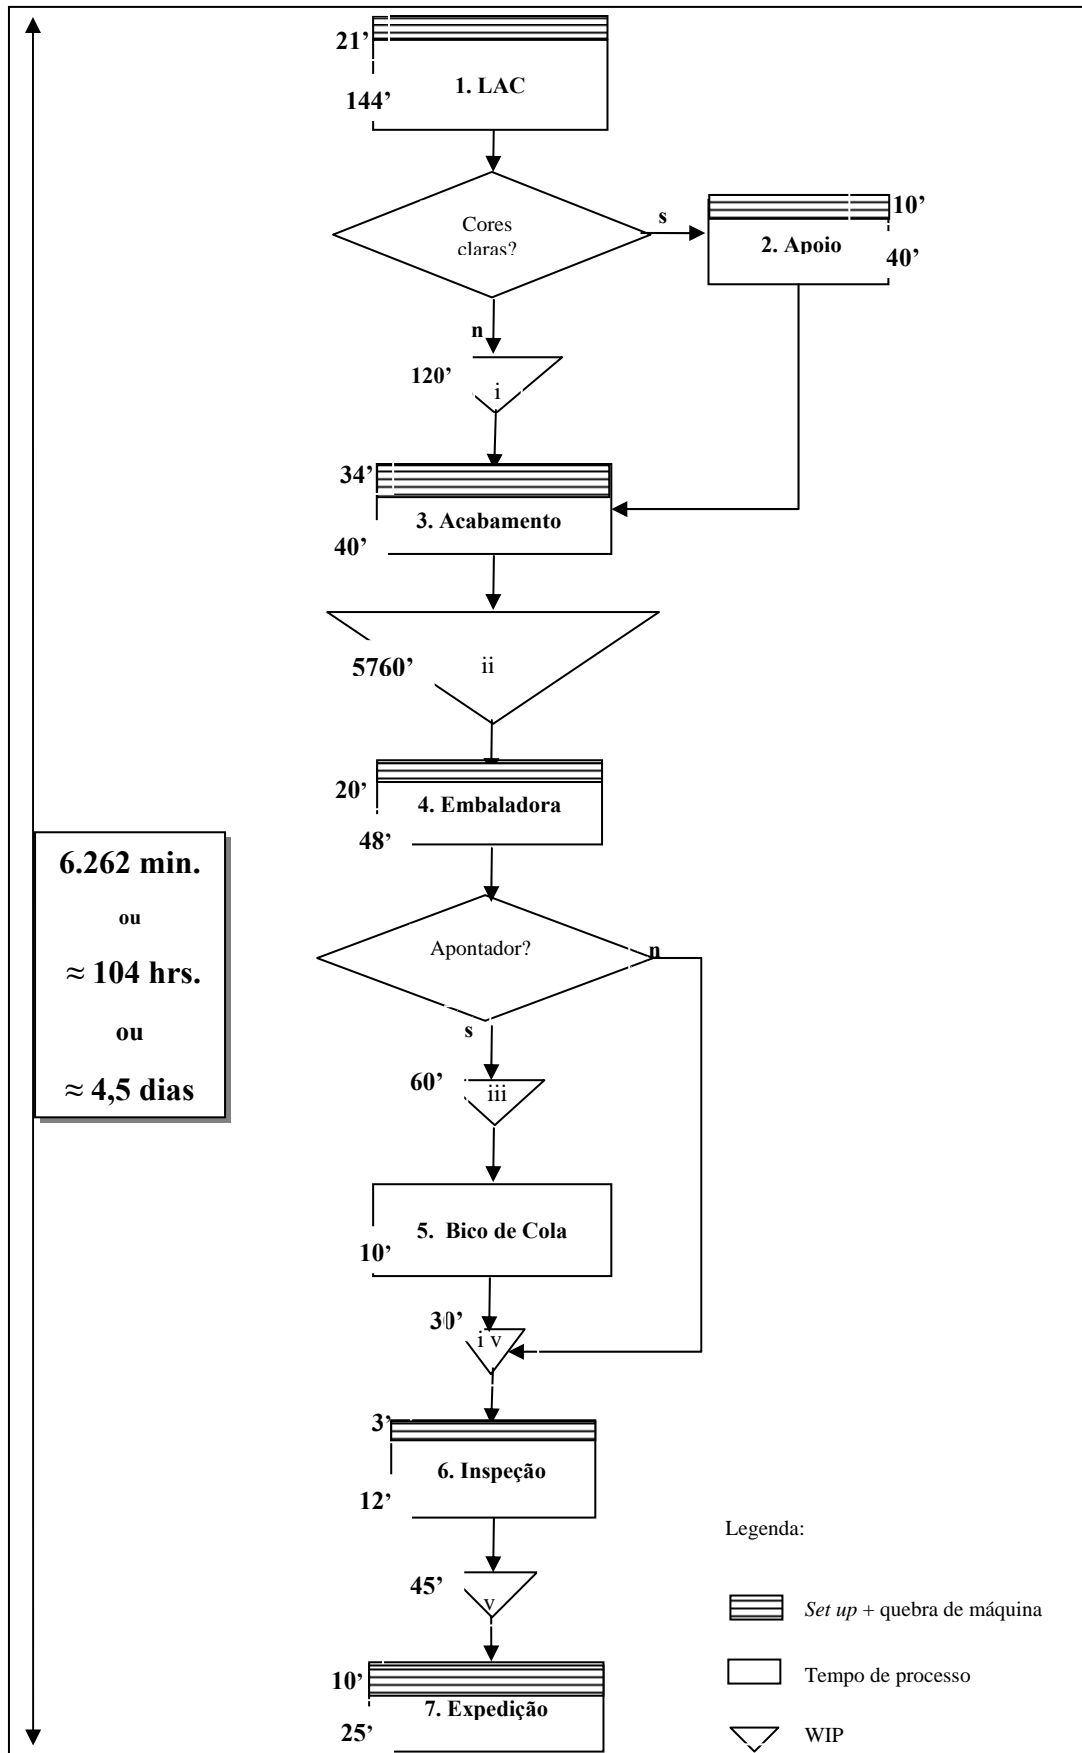 21’
1. LAC
144’
Cores
claras?
s
10’
2. Apoio
40’
n
120’
i
34’
3. Acabamento
40’
5760’
ii
20’
4. Embaladora
48’
6.262 min.
ou
≈ 104 hrs.
ou
≈ 4,5 dias
Apontador?
n
s
60’
iii
5. Bico de Cola
10’
30’
i v
3’
6. Inspeção
12’
45’
v
10’
7. Expedição
25’
Legenda:
Set up + quebra de máquina
Tempo de processo
WIP